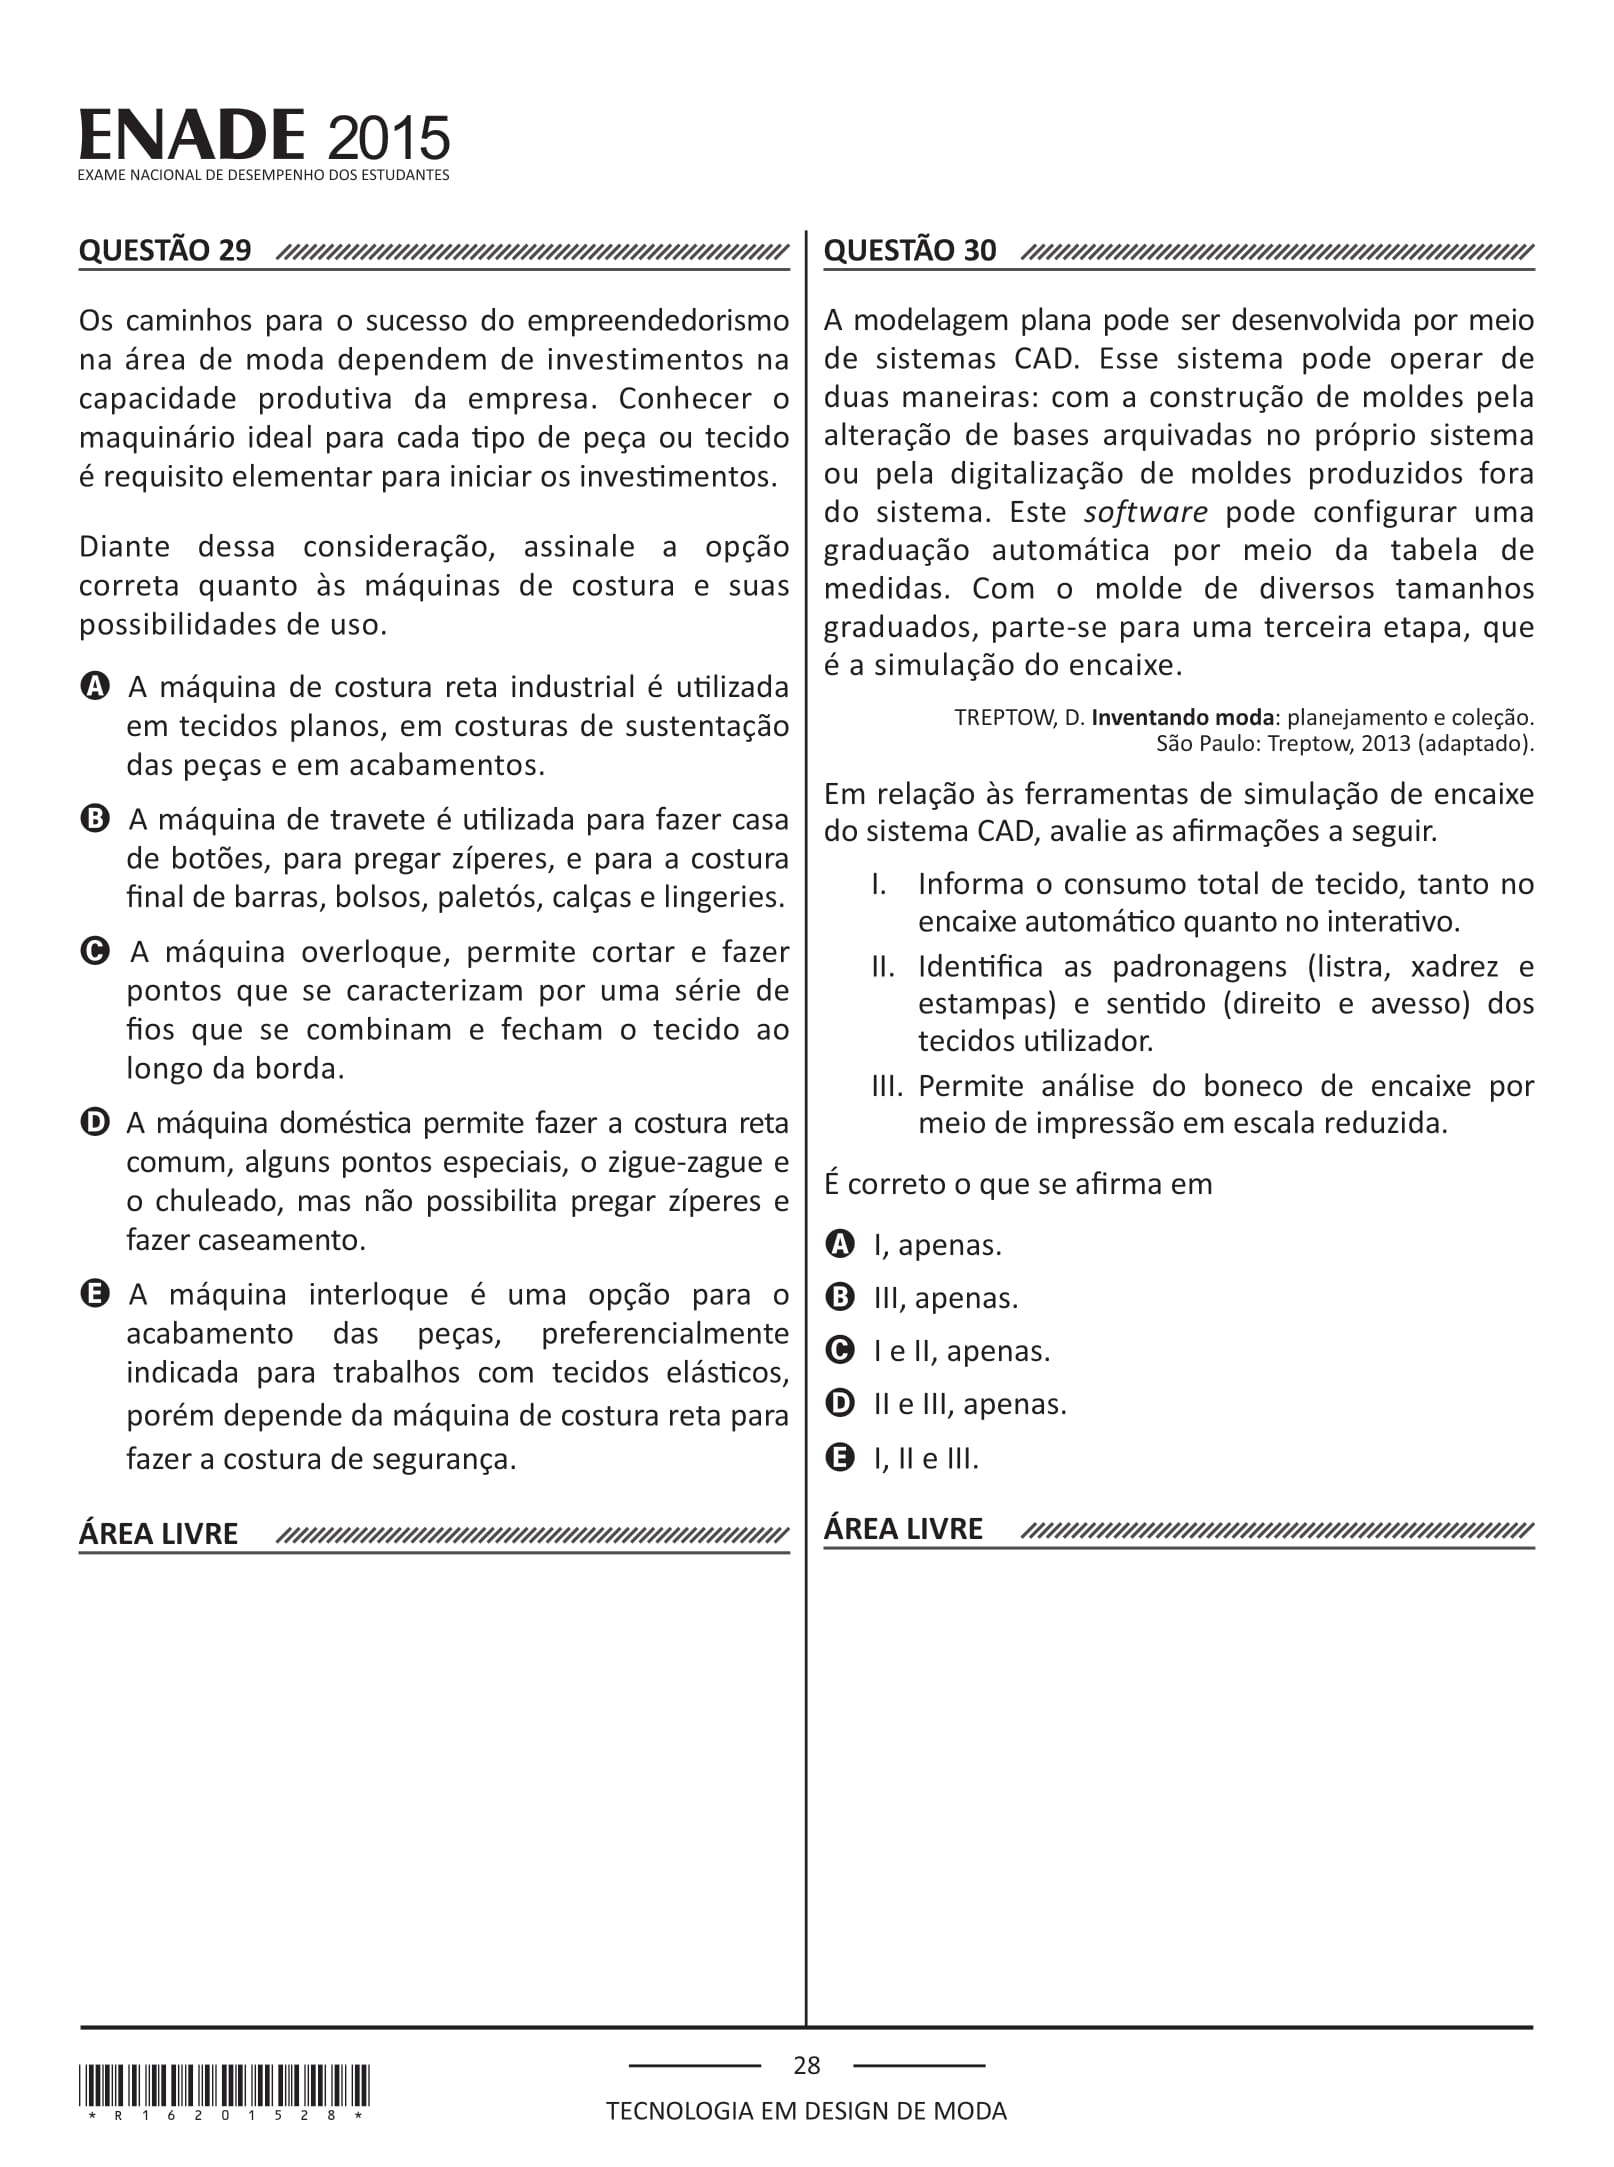 ENADE 2015
EXAME NACIONAL DE DESEMPENHO DOS ESTUDANTES
QUESTÃO 29
Os caminhos para o sucesso do empreendedorismo
na área de moda dependem de investimentos na
capacidade produtiva da empresa. Conhecer o
maquinário ideal para cada tipo de peça ou tecido
é requisito elementar para iniciar os investimentos.
Diante dessa consideração, assinale a opção
correta quanto às máquinas de costura e suas
possibilidades de uso.
A A máquina de costura reta industrial é utilizada
em tecidos planos, em costuras de sustentação
das peças e em acabamentos.
B A máquina de travete é utilizada para fazer casa
de botões, para pregar zíperes, e para a costura
final de barras, bolsos, paletós, calças e lingeries.
C A máquina overloque, permite cortar e fazer
pontos que se caracterizam por uma série de
fios que se combinam e fecham o tecido ao
longo da borda.
D A máquina doméstica permite fazer a costura reta
comum, alguns pontos especiais, o zigue-zague e
o chuleado, mas não possibilita pregar zíperes e
fazer caseamento.
E A máquina interloque é uma opção para o
acabamento das peças, preferencialmente
indicada para trabalhos com tecidos elásticos,
porém depende da máquina de costura reta para
fazer a costura de segurança.
ÁREA LIVRE
QUESTÃO 30
A modelagem plana pode ser desenvolvida por meio
de sistemas CAD. Esse sistema pode operar de
duas maneiras: com a construção de moldes pela
alteração de bases arquivadas no próprio sistema
ou pela digitalização de moldes produzidos fora
do sistema. Este software pode configurar uma
graduação automática por meio da tabela de
medidas. Com o molde de diversos tamanhos
graduados, parte-se para uma terceira etapa, que
é a simulação do encaixe.
TREPTOW, D. Inventando moda: planejamento e coleção.
São Paulo: Treptow, 2013 (adaptado).
Em relação às ferramentas de simulação de encaixe
do sistema CAD, avalie as afirmações a seguir.
I. Informa o consumo total de tecido, tanto no
encaixe automático quanto no interativo.
II. Identifica as padronagens (listra, xadrez e
estampas) e sentido (direito e avesso) dos
tecidos utilizador.
III. Permite análise do boneco de encaixe por
meio de impressão em escala reduzida.
É correto o que se afirma em
A I, apenas.
B III, apenas.
C I e II, apenas.
D II e III, apenas.
E I, II e III.
ÁREA LIVRE
28
TECNOLOGIA EM DESIGN DE MODA
*R16201528*